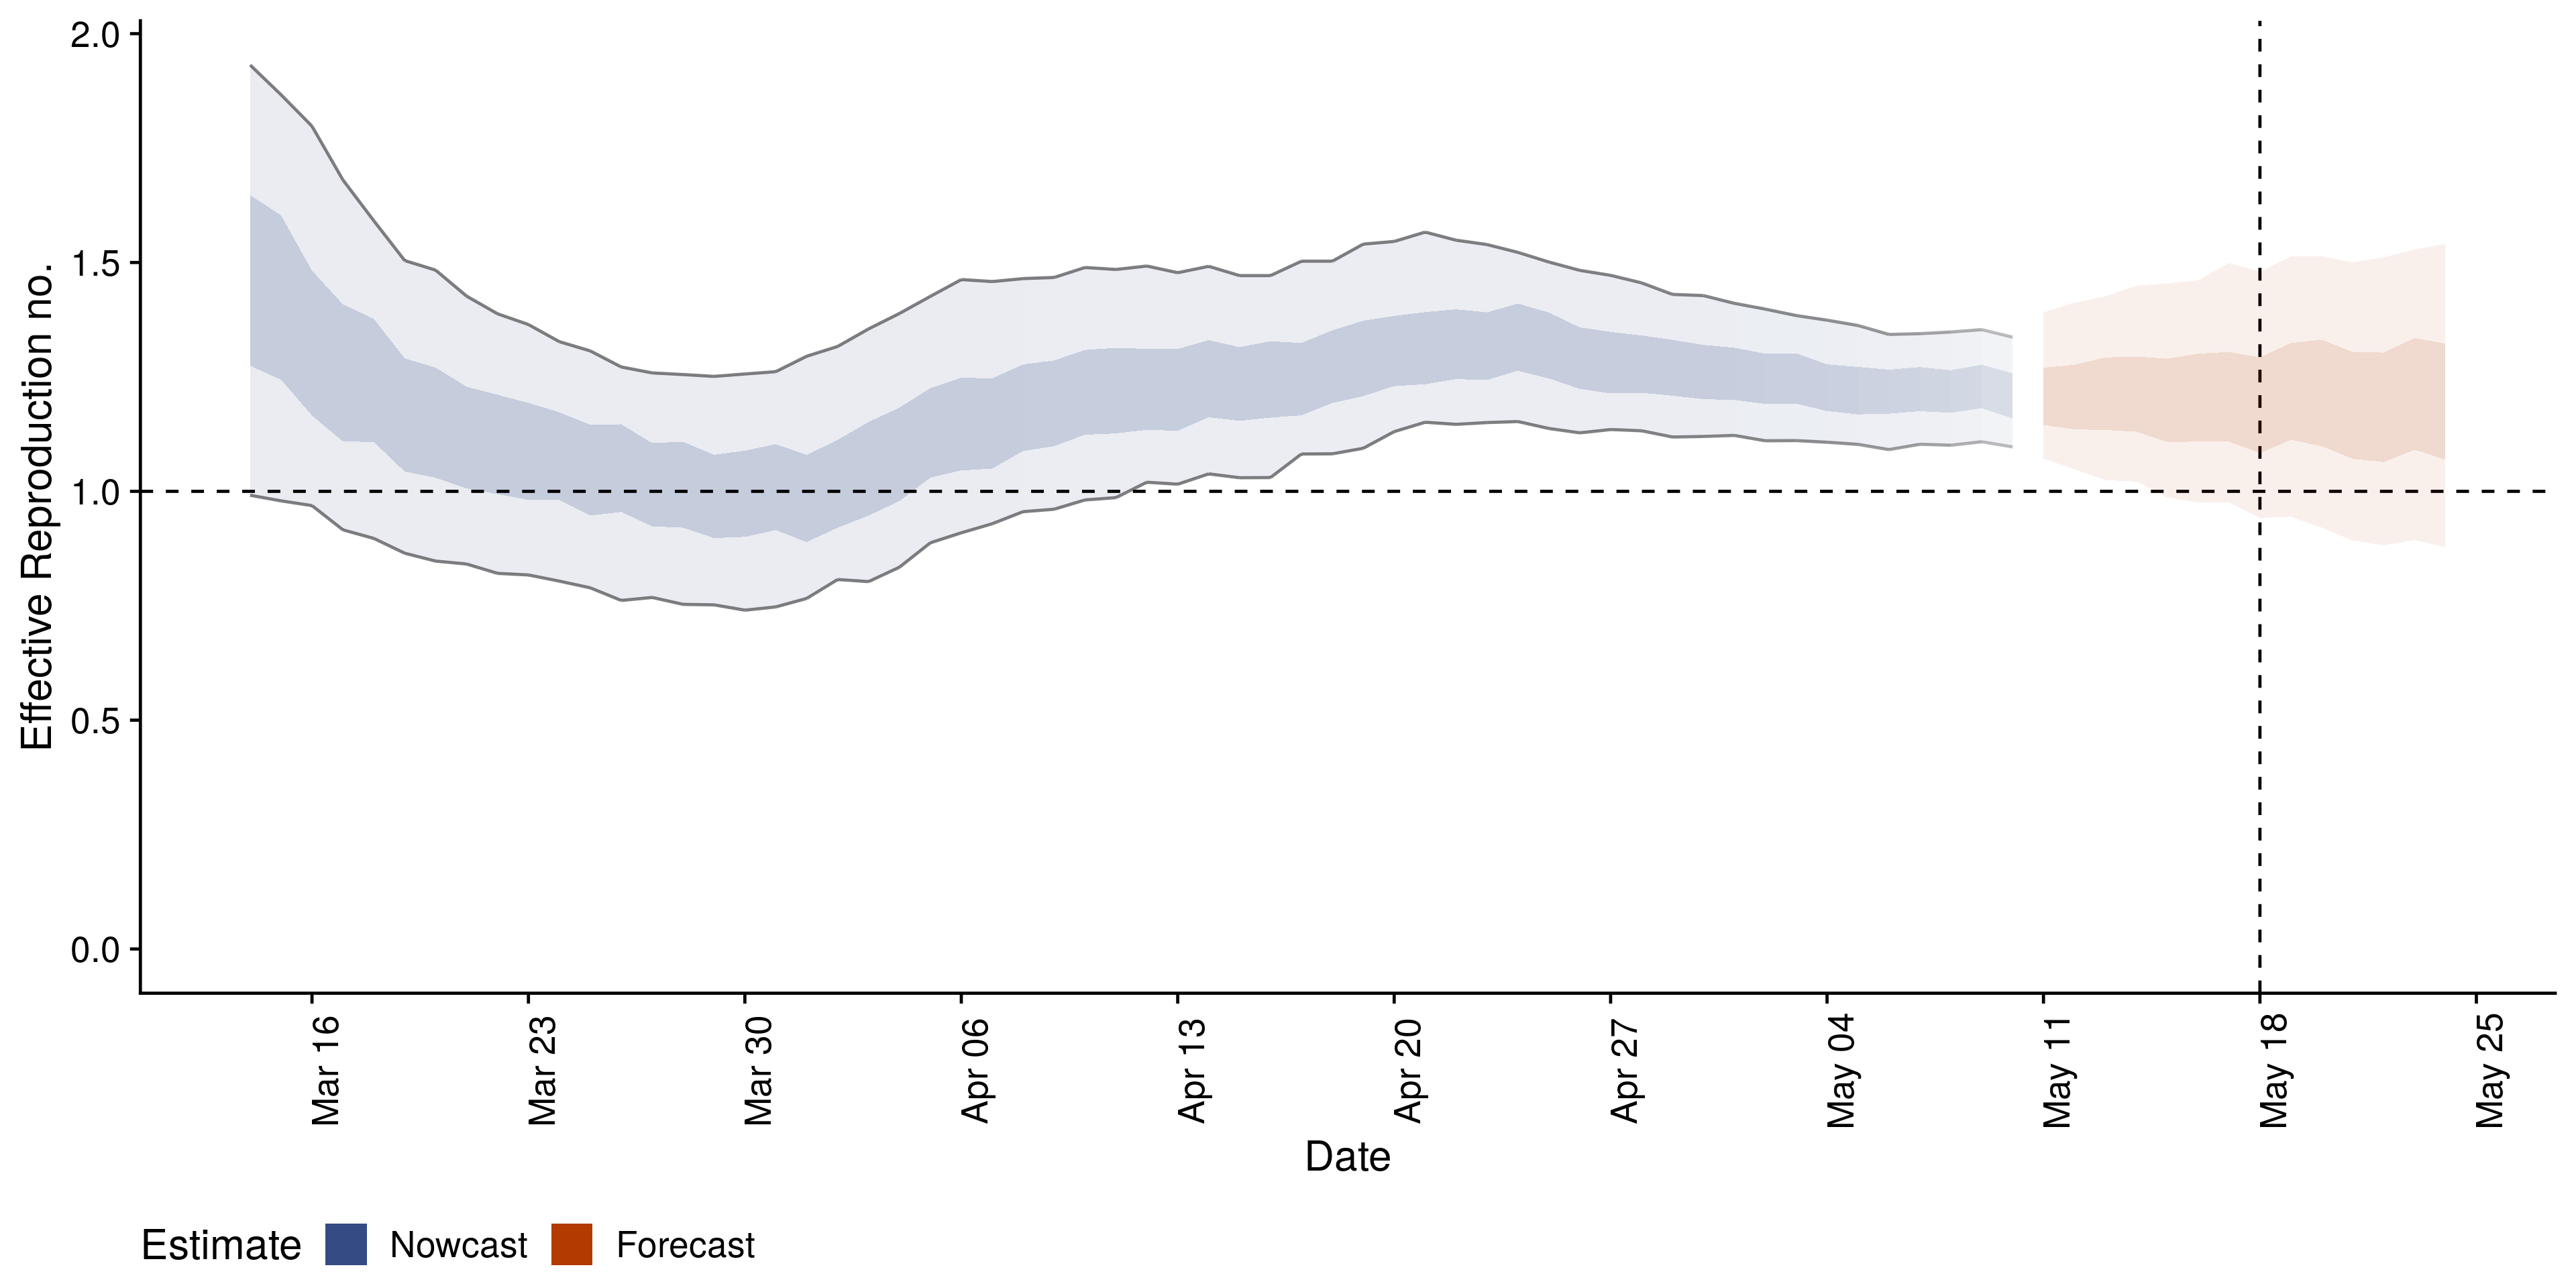 Effective Reproduction no.
2.0
1.5
1.0
0.5
0.0
Mar 16
Mar 23
Mar 30
Apr 06
Apr 13
Apr 20
Apr 27
May 04
May 11
May 18
May 25
Date
Estimate Nowcast Forecast